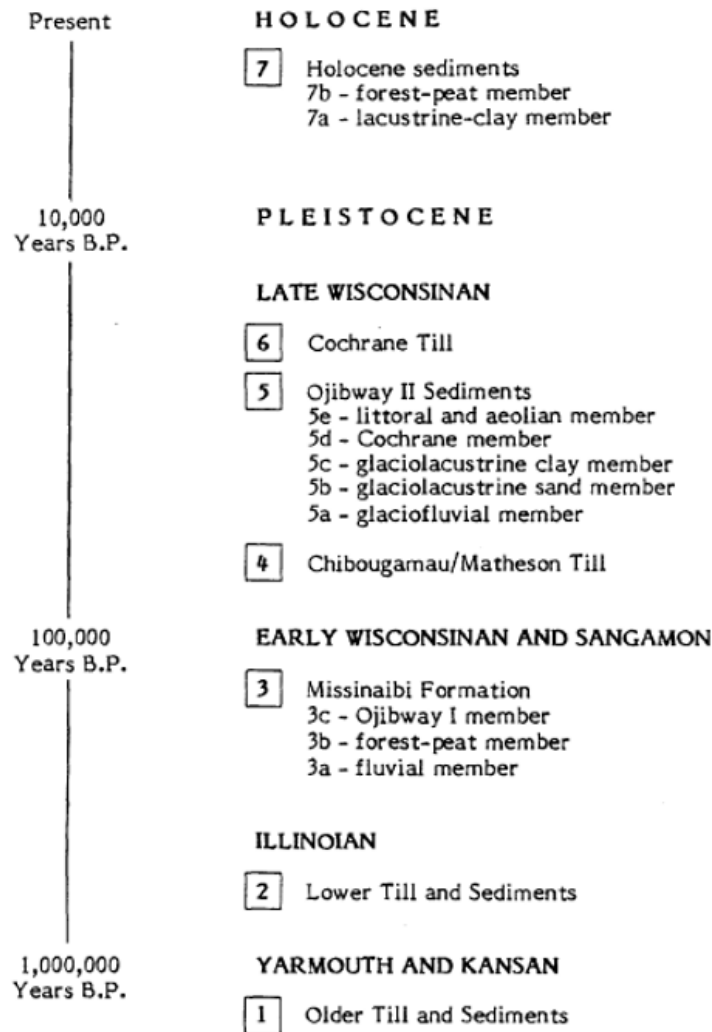 Present
HOLOCENE
7 Holocene sediments
7b - forest-peat member
7a - lacustrine-clay member
10,000
Years B.P.
PLEISTOCENE
LATE WISCONSINAN
6 Cochrane Till
5 Ojibway II Sediments
5e - littoral and aeolian member
5d - Cochrane member
5c - glaciolacustrine clay member
5b - glaciolacustrine sand member
5a - glaciofluvial member
4 Chibougamau/Matheson Till
100,000
Years B.P.
EARLY WISCONSINAN AND SANGAMON
3 Missinaibi Formation
3c - Ojibway I member
3b - forest-peat member
3a - fluvial member
ILLINOIAN
2 Lower Till and Sediments
1,000,000
Years B.P.
YARMOUTH AND KANSAN
1 Older Till and Sediments